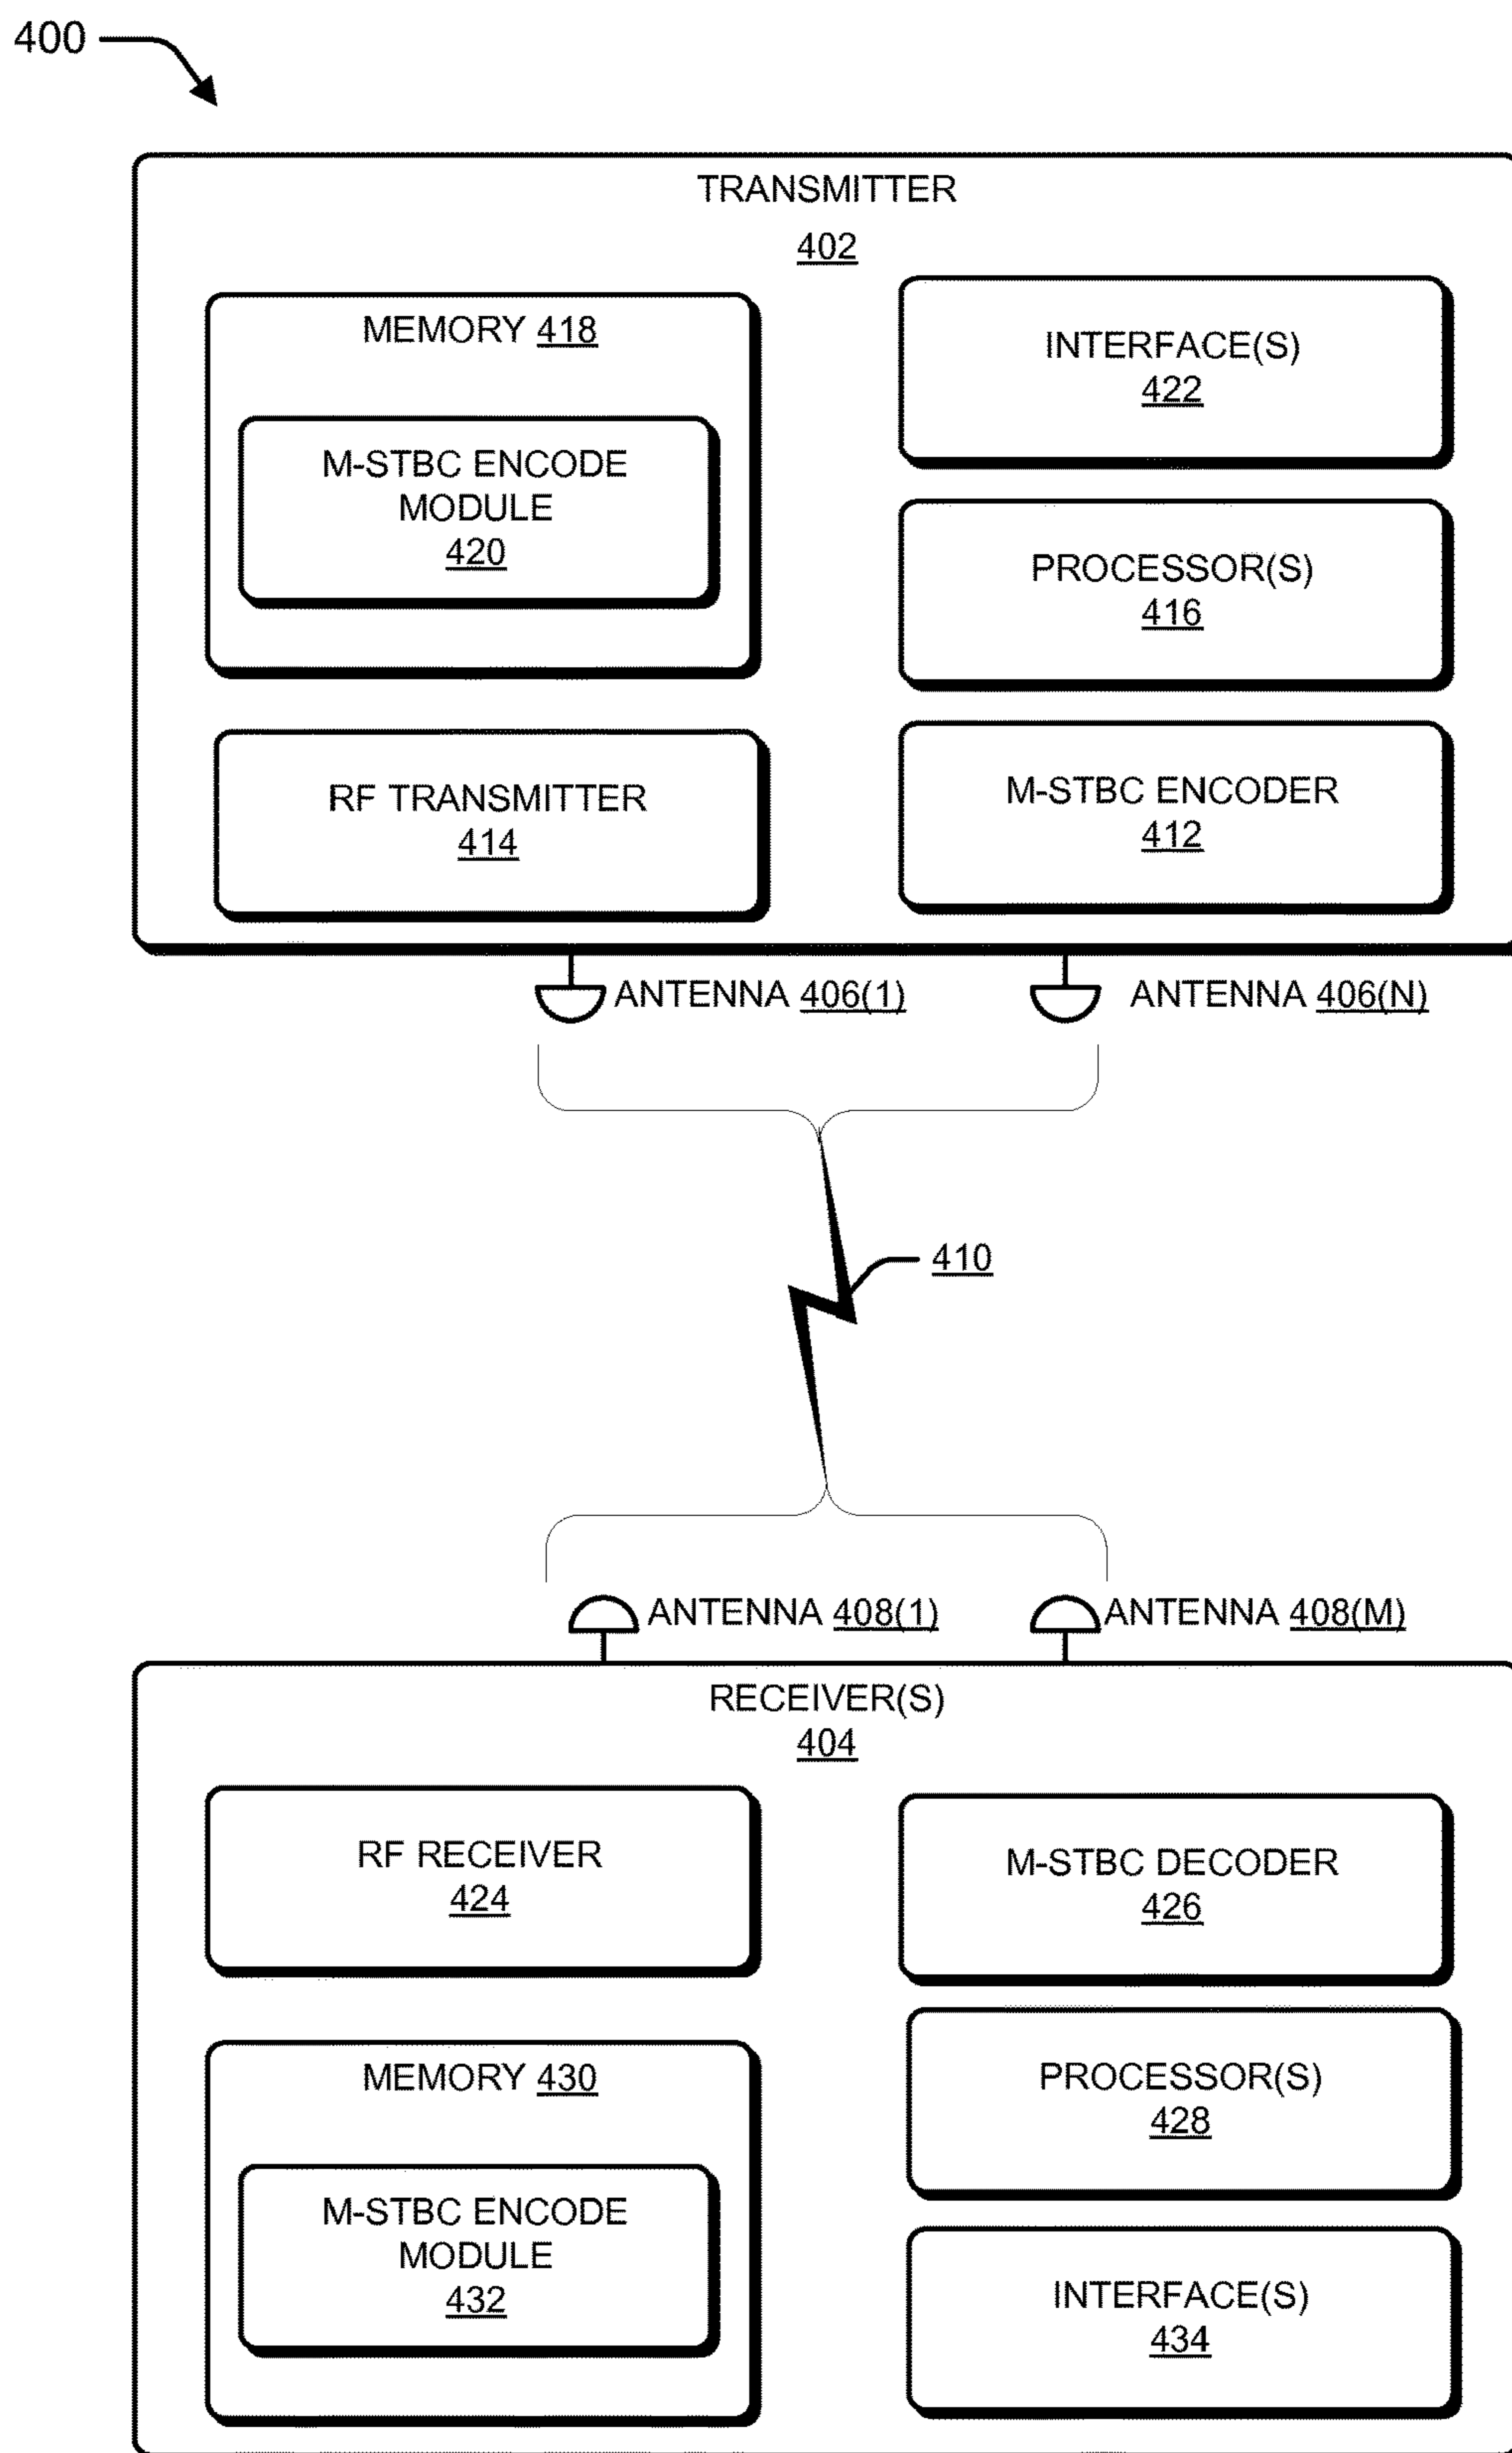 400
TRANSMITTER
402
MEMORY 418
M-STBC ENCODE
MODULE
420
INTERFACE(S)
422
PROCESSOR(S)
416
RF TRANSMITTER
414
M-STBC ENCODER
412
ANTENNA 406(1)
ANTENNA 406(N)
410
ANTENNA 408(1)
ANTENNA 408(M)
RECEIVER(S)
404
RF RECEIVER
424
M-STBC DECODER
426
MEMORY 430
M-STBC ENCODE
MODULE
432
PROCESSOR(S)
428
INTERFACE(S)
434